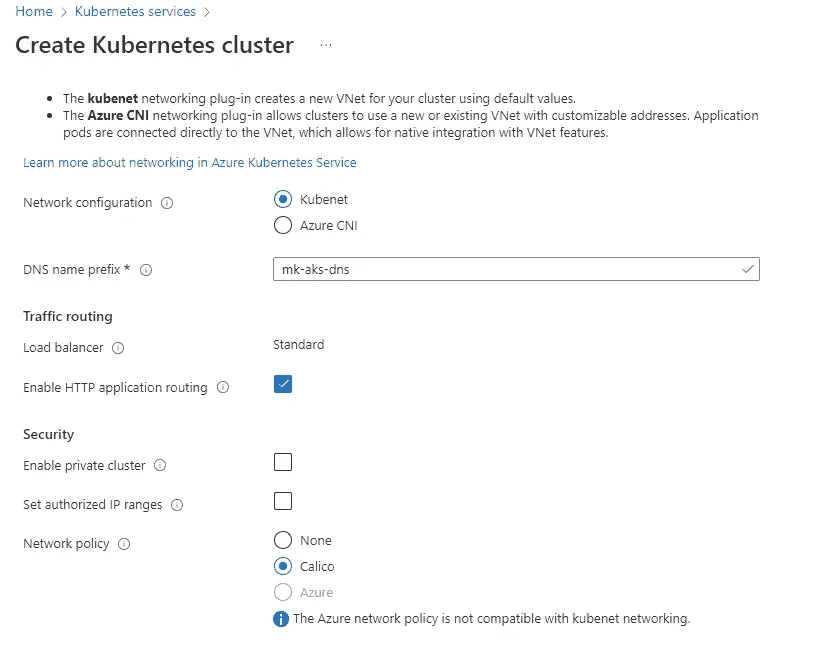 Home > Kubernetes services >
Create Kubernetes cluster ...
• The kubenet networking plug-in creates a new VNet for your cluster using default values.
• The Azure CNI networking plug-in allows clusters to use a new or existing VNet with customizable addresses. Application
pods are connected directly to the VNet, which allows for native integration with VNet features.
Learn more about networking in Azure Kubernetes Service
Network configuration
Kubenet
Azure CNI
DNS name prefix *
mk-aks-dns
Traffic routing
Load balancer
Standard
Enable HTTP application routing
Security
Enable private cluster
Set authorized IP ranges
Network policy
None
Calico
Azure
The Azure network policy is not compatible with kubenet networking.